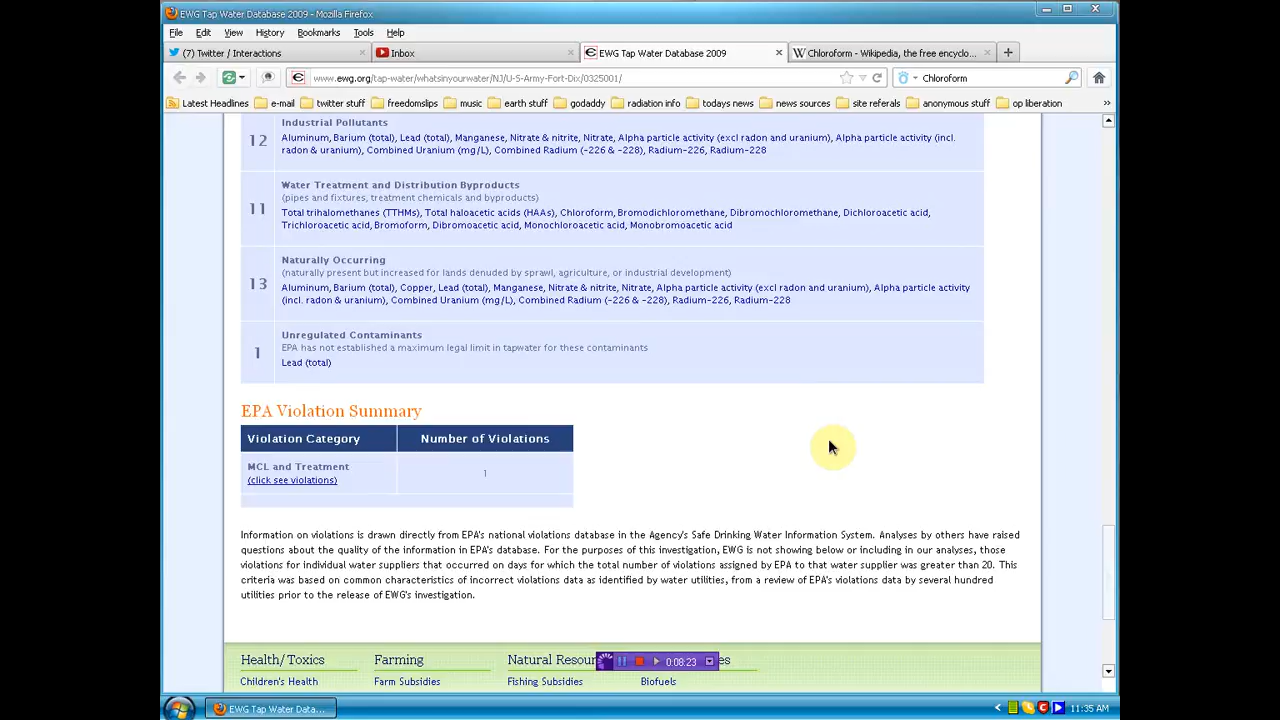 EWG Tap Water Database 2009 - Mozilla Firefox
File Edit View History Bookmarks Tools Help
(7) Twitter / Interactions Inbox EWG Tap Water Database 2009 Chloroform - Wikipedia, the free encyclo...
www.ewg.org/tap-water/whatsinyourwater/NJ/U-S-Army-Fort-Dix/0325001/ Chloroform
Latest Headlines e-mail twitter stuff freedomslips music earth stuff godaddy radiation info todays news news sources site referals anonymous stuff op liberation »
12
Industrial Pollutants
Aluminum, Barium (total), Lead (total), Manganese, Nitrate & nitrite, Nitrate, Alpha particle activity (excl radon and uranium), Alpha particle activity (incl.
radon & uranium), Combined Uranium (mg/L), Combined Radium (-226 & -228), Radium-226, Radium-228
11
Water Treatment and Distribution Byproducts
(pipes and fixtures, treatment chemicals and byproducts)
Total trihalomethanes (TTHMs), Total haloacetic acids (HAAs), Chloroform, Bromodichloromethane, Dibromochloromethane, Dichloroacetic acid,
Trichloroacetic acid, Bromoform, Dibromoacetic acid, Monochloroacetic acid, Monobromoacetic acid
13
Naturally Occurring
(naturally present but increased for lands denuded by sprawl, agriculture, or industrial development)
Aluminum, Barium (total), Copper, Lead (total), Manganese, Nitrate & nitrite, Nitrate, Alpha particle activity (excl radon and uranium), Alpha particle activity
(incl. radon & uranium), Combined Uranium (mg/L), Combined Radium (-226 & -228), Radium-226, Radium-228
1
Unregulated Contaminants
EPA has not established a maximum legal limit in tapwater for these contaminants
Lead (total)
EPA Violation Summary
Violation Category Number of Violations
MCL and Treatment
(click see violations) 1
Information on violations is drawn directly from EPA's national violations database in the Agency's Safe Drinking Water Information System. Analyses by others have raised
questions about the quality of the information in EPA's database. For the purposes of this investigation, EWG is not showing below or including in our analyses, those
violations for individual water suppliers that occurred on days for which the total number of violations assigned by EPA to that water supplier was greater than 20. This
criteria was based on common characteristics of incorrect violations data as identified by water utilities, from a review of EPA's violations data by several hundred
utilities prior to the release of EWG's investigation.
Health/Toxics Farming Natural Resour es
0:08:23
Children's Health Farm Subsidies Fishing Subsidies Biofuels
EWG Tap Water Data... 11:35 AM